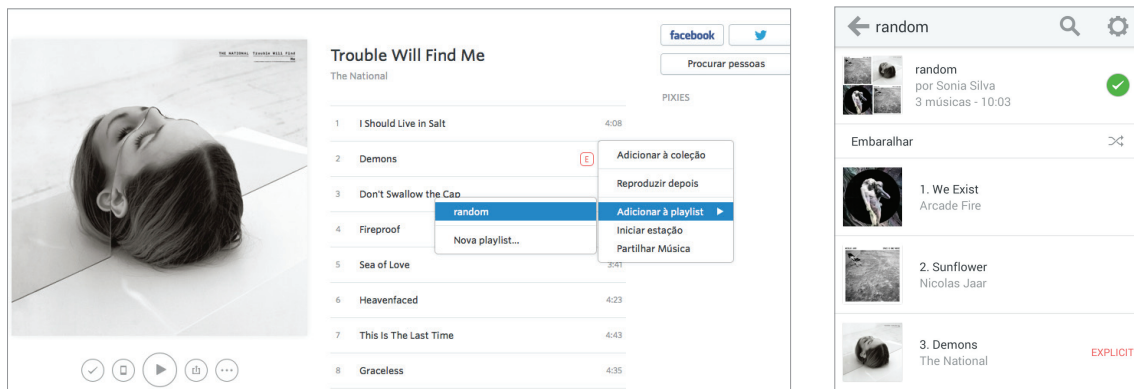 THE NATIONAL Trouble Will Find Me
Trouble Will Find Me
The National
facebook
Procurar pessoas
PIXIES
1 I Should Live in Salt 4:08
2 Demons E
3 Don't Swallow the Cap
4 Fireproof
5 Sea of Love 3:41
6 Heavenfaced 4:23
7 This Is The Last Time 4:43
8 Graceless 4:35
Adicionar à coleção
Reproduzir depois
Adicionar à playlist
Iniciar estação
Partilhar Música
random
Nova playlist...
random
random
por Sonia Silva
3 músicas - 10:03
Embaralhar
1. We Exist
Arcade Fire
2. Sunflower
Nicolas Jaar
3. Demons
The National
EXPLICIT